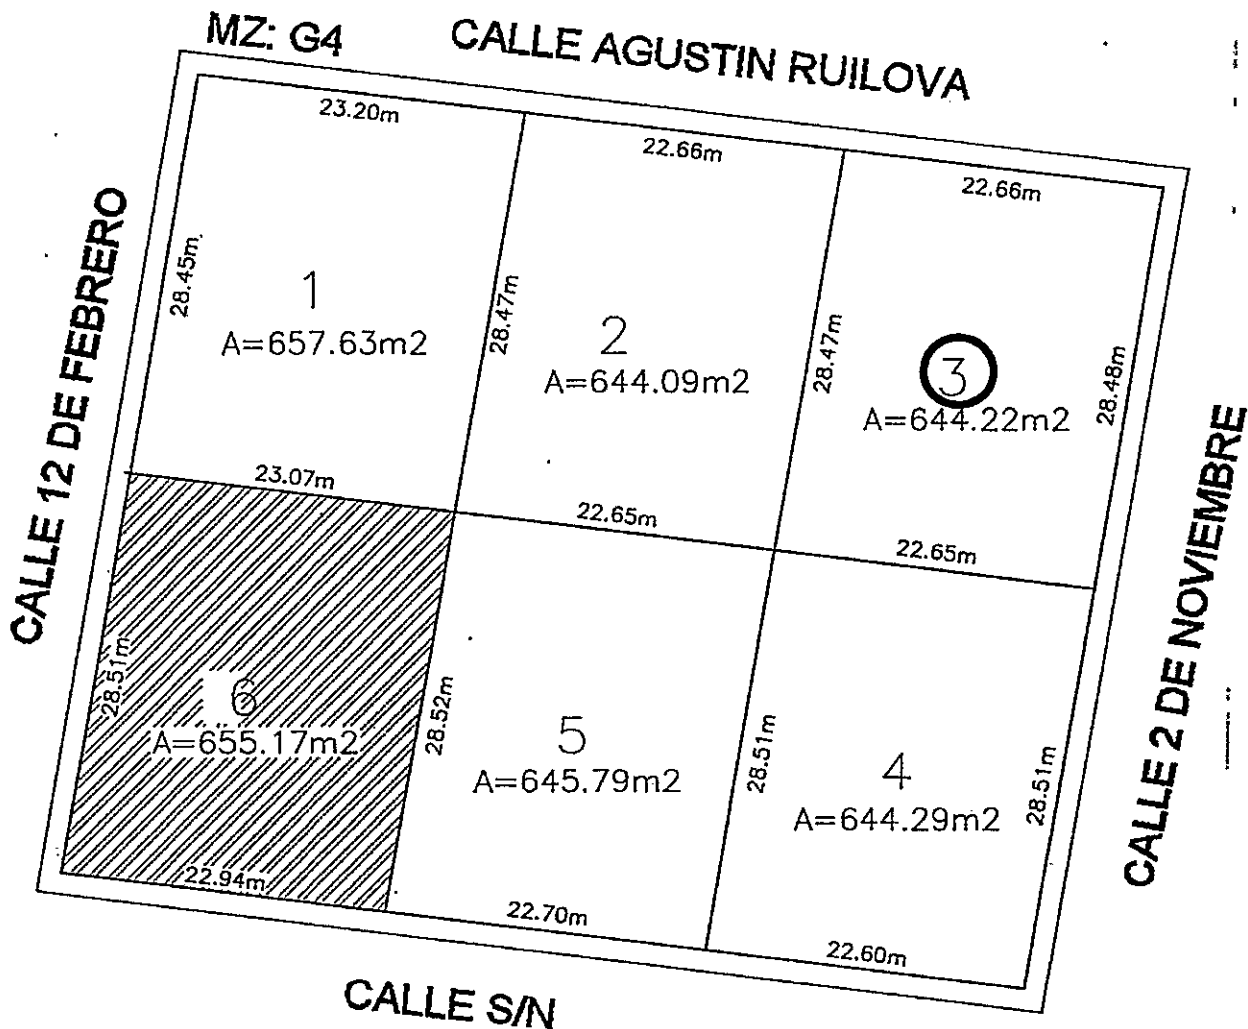 MZ: G4
CALLE AGUSTIN RUILOVA
23.20m
22.66m
22.66m
CALLE 12 DE FEBRERO
28.45m
1
A=657.63m2
28.47m
2
A=644.09m2
28.47m
3
A=644.22m2
28.48m
CALLE 2 DE NOVIEMBRE
23.07m
22.65m
22.65m
28.51m
6
A=655.17m2
28.52m
5
A=645.79m2
28.51m
4
A=644.29m2
28.51m
22.94m
22.70m
22.60m
CALLE S/N